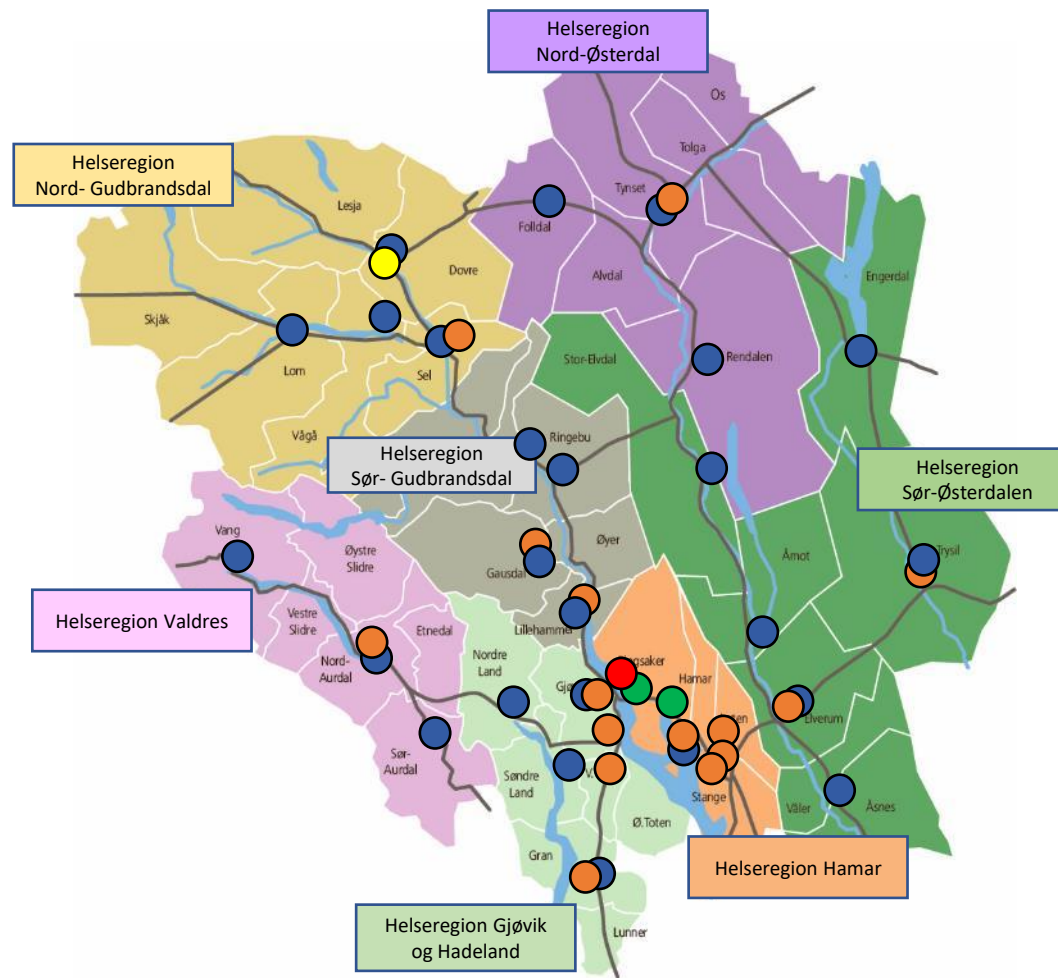 Helseregion
Nord-Østerdal
Os
Tolga
Helseregion
Nord- Gudbrandsdal
Tynset
Lesja
Folldal
Dovre
Alvdal
Engerdal
Skjåk
Stor-Elvdal
Rendalen
Lom
Sel
Vågå
Ringebu
Helseregion
Sør- Gudbrandsdal
Helseregion
Sør-Østerdalen
Vang
Øystre
Slidre
Øyer
Åmot
Trysil
Gausdal
Helseregion Valdres
Vestre
Slidre
Etnedal
Lillehammer
Nord-
Aurdal
Nordre
Land
Hamar
Elverum
Sør-
Aurdal
Søndre
Land
V.
Stange
Våler
Åsnes
Ø.Toten
Gran
Helseregion Hamar
Helseregion Gjøvik
og Hadeland
Lunner